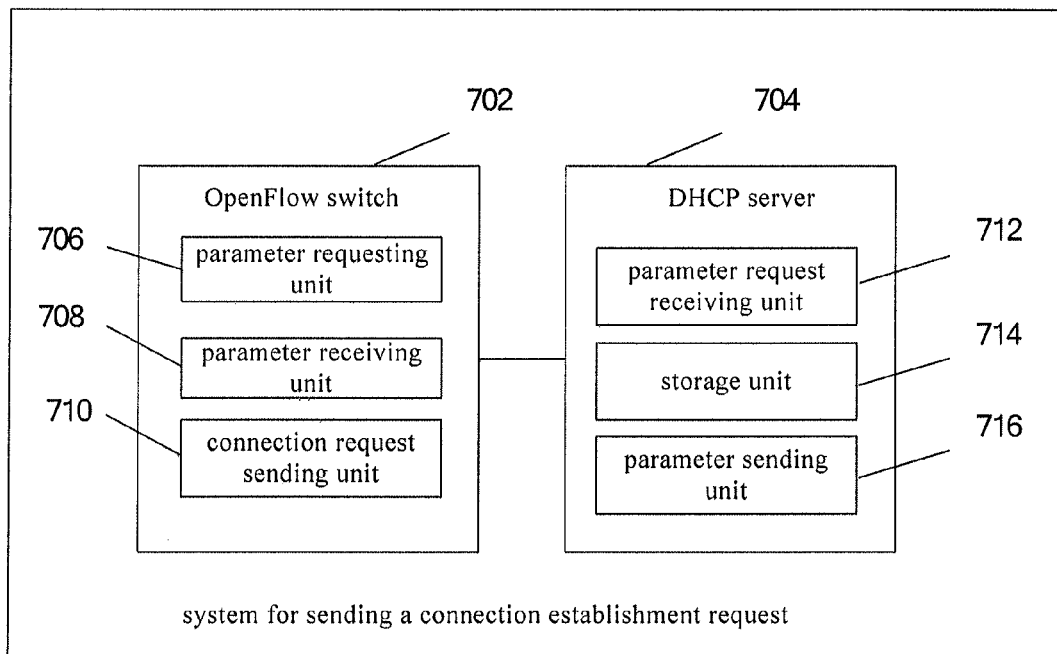 702
704
OpenFlow switch
DHCP server
706
parameter requesting
unit
712
parameter request
receiving unit
708
parameter receiving
unit
714
storage unit
710
connection request
sending unit
716
parameter sending
unit
system for sending a connection establishment request